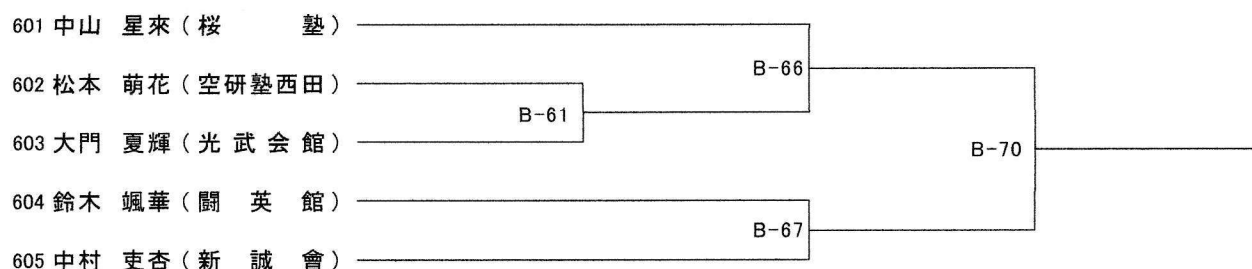 601 中山 星來 ( 桜 塾 )
B-66
602 松本 萌花 ( 空研塾西田 )
B-61
603 大門 夏輝 ( 光武会館 )
B-70
604 鈴木 颯華 ( 闘英館 )
B-67
605 中村 吏杏 ( 新誠會 )